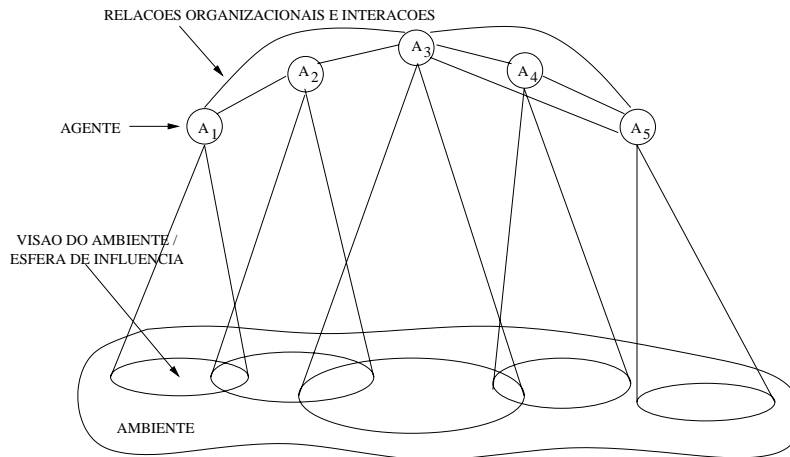 RELACOES ORGANIZACIONAIS E INTERACOES
A3
A2
A4
AGENTE
A1
A5
VISAO DO AMBIENTE /
ESFERA DE INFLUENCIA
AMBIENTE